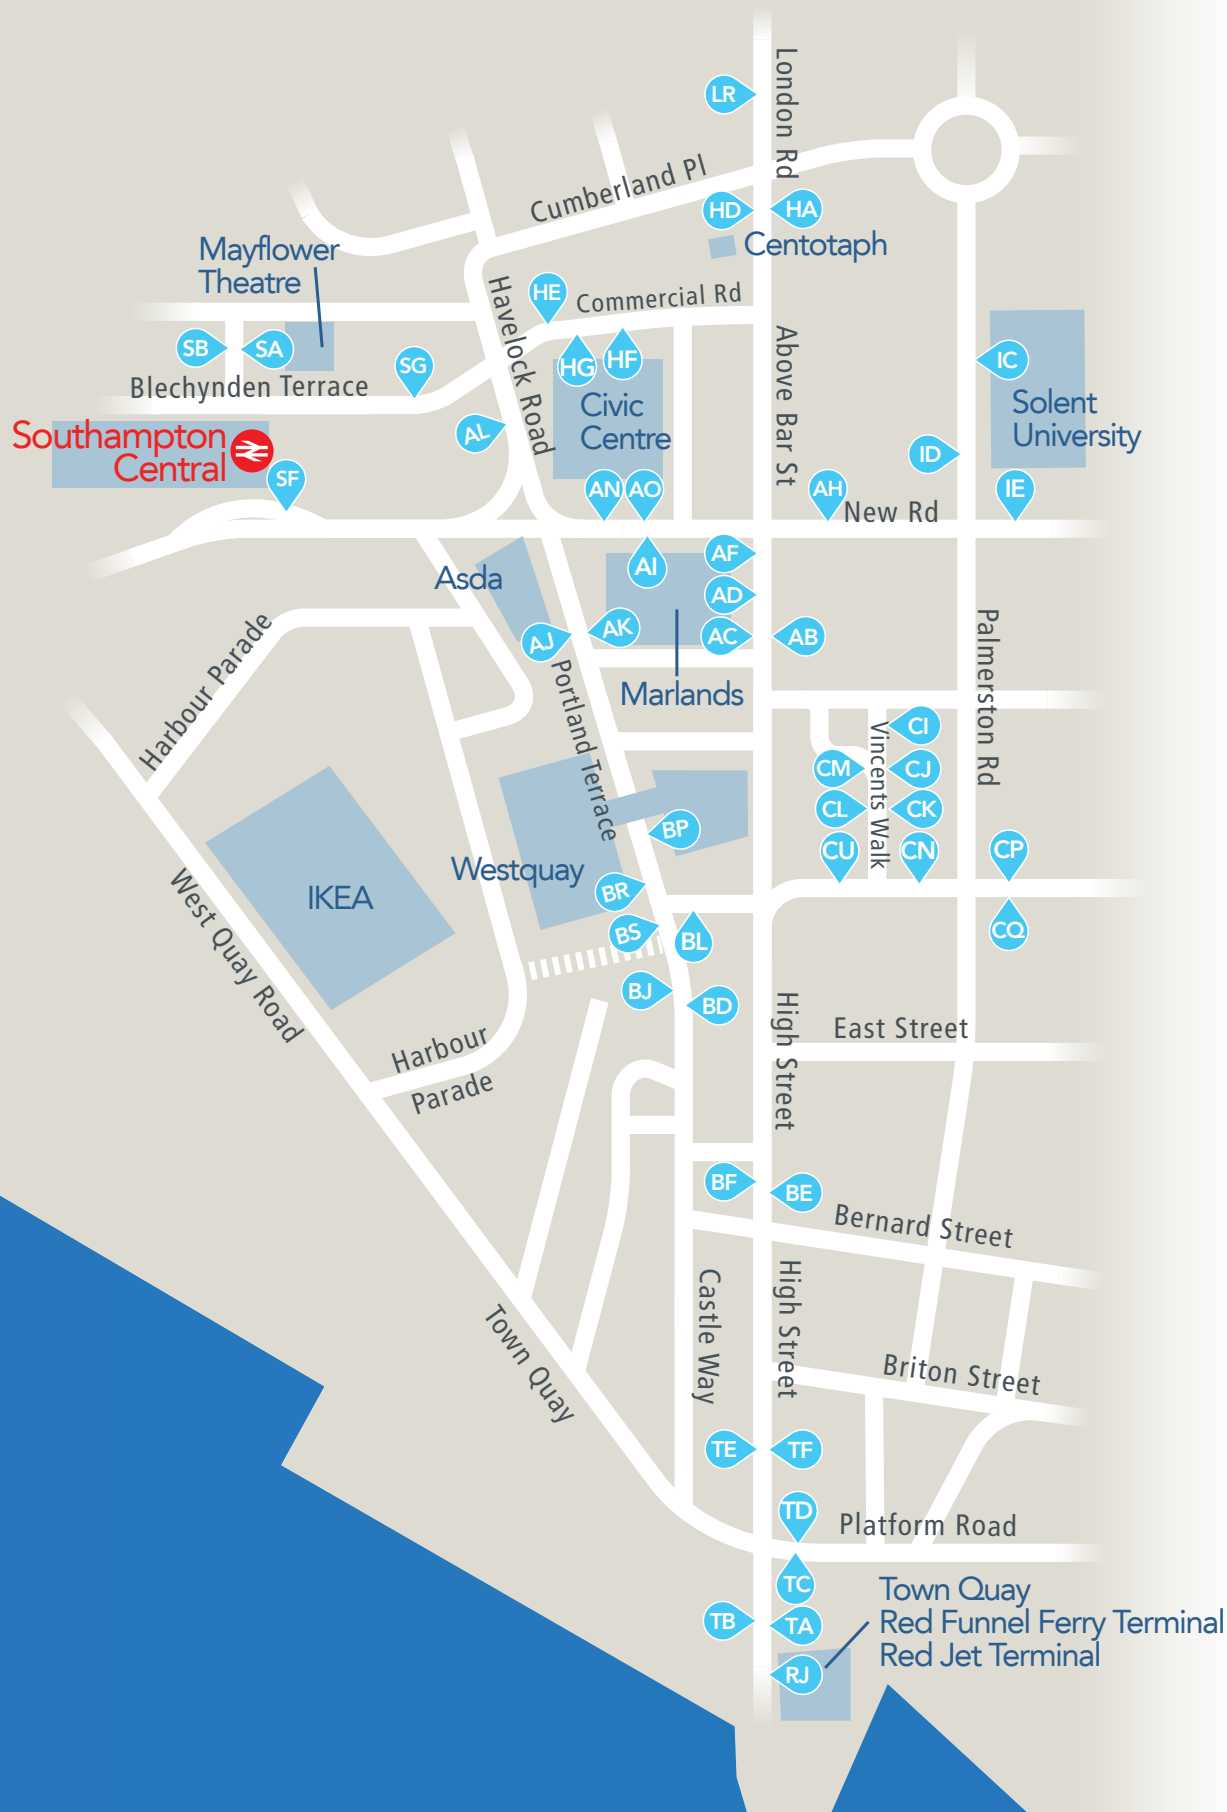 London Rd
LR
Cumberland Pl
HD
HA
Centotaph
Mayflower
Theatre
Havelock Road
HE
Commercial Rd
SB
SA
HG
HF
Above Bar St
IC
SG
Blechynden Terrace
Civic
Centre
Solent
University
Southampton
Central
AL
ID
SF
AN
AO
AH
IE
New Rd
AF
AI
Asda
AD
AK
AJ
AC
AB
Harbour Parade
Palmerston Rd
Portland Terrace
Marlands
CI
Vincents Walk
CM
CJ
CL
CK
BP
CU
CN
CP
Westquay
IKEA
BR
BS
BL
CQ
West Quay Road
BJ
BD
High Street
East Street
Harbour
Parade
BF
BE
Bernard Street
Castle Way
High Street
Town Quay
Briton Street
TE
TF
TD
Platform Road
TC
TB
TA
Town Quay
Red Funnel Ferry Terminal
Red Jet Terminal
RJ